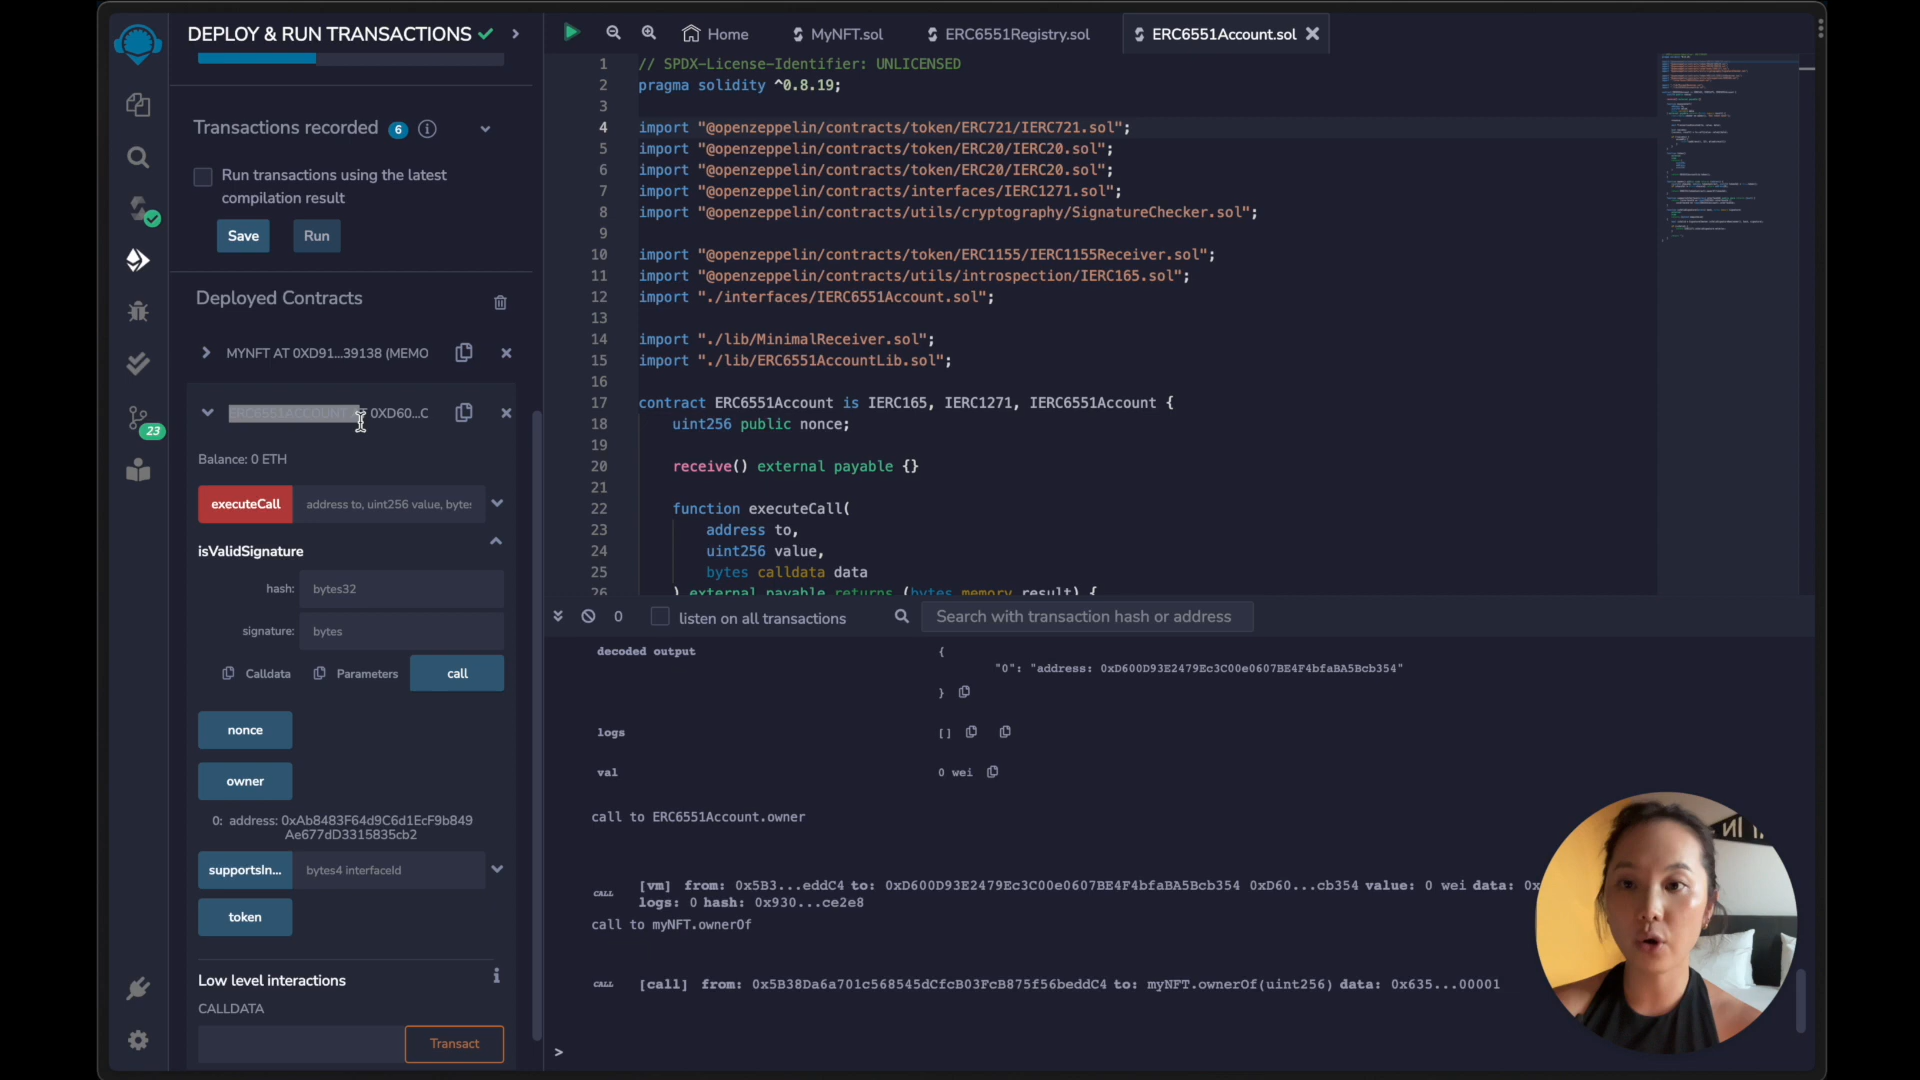 DEPLOY & RUN TRANSACTIONS
Transactions recorded 6
Run transactions using the latest
compilation result
Save Run
Deployed Contracts
MYNFT AT 0XD91...39138 (MEMO
ERC6551ACCOUNT AT 0XD60...C
Balance: 0 ETH
executeCall address to, uint256 value, bytes
isValidSignature
hash: bytes32
signature: bytes
Calldata Parameters call
nonce
owner
0: address: 0xAb8483F64d9C6d1EcF9b849
Ae677dD3315835cb2
supportsIn... bytes4 interfaceId
token
Low level interactions
CALLDATA
Transact
23
Home MyNFT.sol ERC6551Registry.sol ERC6551Account.sol
1 // SPDX-License-Identifier: UNLICENSED
2 pragma solidity ^0.8.19;
3
4 import "@openzeppelin/contracts/token/ERC721/IERC721.sol";
5 import "@openzeppelin/contracts/token/ERC20/IERC20.sol";
6 import "@openzeppelin/contracts/token/ERC20/IERC20.sol";
7 import "@openzeppelin/contracts/interfaces/IERC1271.sol";
8 import "@openzeppelin/contracts/utils/cryptography/SignatureChecker.sol";
9
10 import "@openzeppelin/contracts/token/ERC1155/IERC1155Receiver.sol";
11 import "@openzeppelin/contracts/utils/introspection/IERC165.sol";
12 import "./interfaces/IERC6551Account.sol";
13
14 import "./lib/MinimalReceiver.sol";
15 import "./lib/ERC6551AccountLib.sol";
16
17 contract ERC6551Account is IERC165, IERC1271, IERC6551Account {
18 uint256 public nonce;
19
20 receive() external payable {}
21
22 function executeCall(
23 address to,
24 uint256 value,
25 bytes calldata data
26 ) external payable returns (bytes memory result) {
0 listen on all transactions Search with transaction hash or address
decoded output {
"0": "address: 0xD600D93E2479Ec3C00e0607BE4F4bfaBA5Bcb354"
}
logs []
val 0 wei
call to ERC6551Account.owner
CALL [vm] from: 0x5B3...eddC4 to: 0xD600D93E2479Ec3C00e0607BE4F4bfaBA5Bcb354 0xD60...cb354 value: 0 wei data: 0x
logs: 0 hash: 0x930...ce2e8
call to myNFT.ownerOf
CALL [call] from: 0x5B38Da6a701c568545dCfcB03FcB875f56beddC4 to: myNFT.ownerOf(uint256) data: 0x635...00001
>